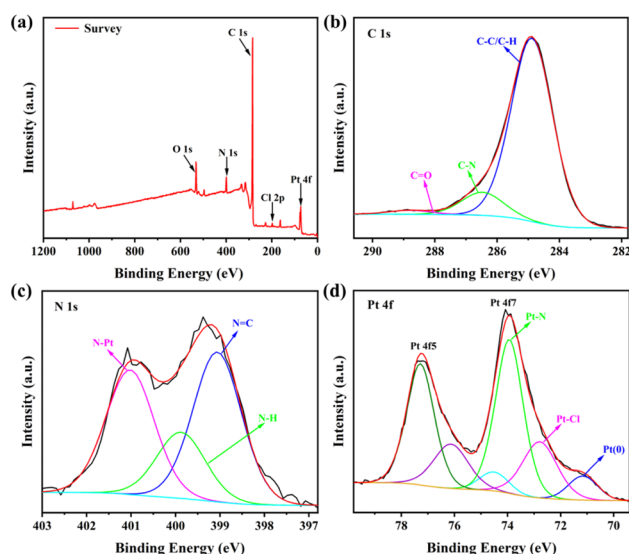 (a)
Survey
C 1s
O 1s
N 1s
Cl 2p
Pt 4f
Intensity (a.u.)
1200 1000 800 600 400 200 0
Binding Energy (eV)
(b)
C 1s
C-C/C-H
C-N
C=O
Intensity (a.u.)
290 288 286 284 282
Binding Energy (eV)
(c)
N 1s
N=C
N-Pt
N-H
Intensity (a.u.)
403 402 401 400 399 398 397
Binding Energy (eV)
(d)
Pt 4f
Pt 4f7
Pt-N
Pt 4f5
Pt-Cl
Pt(0)
Intensity (a.u.)
78 76 74 72 70
Binding Energy (eV)